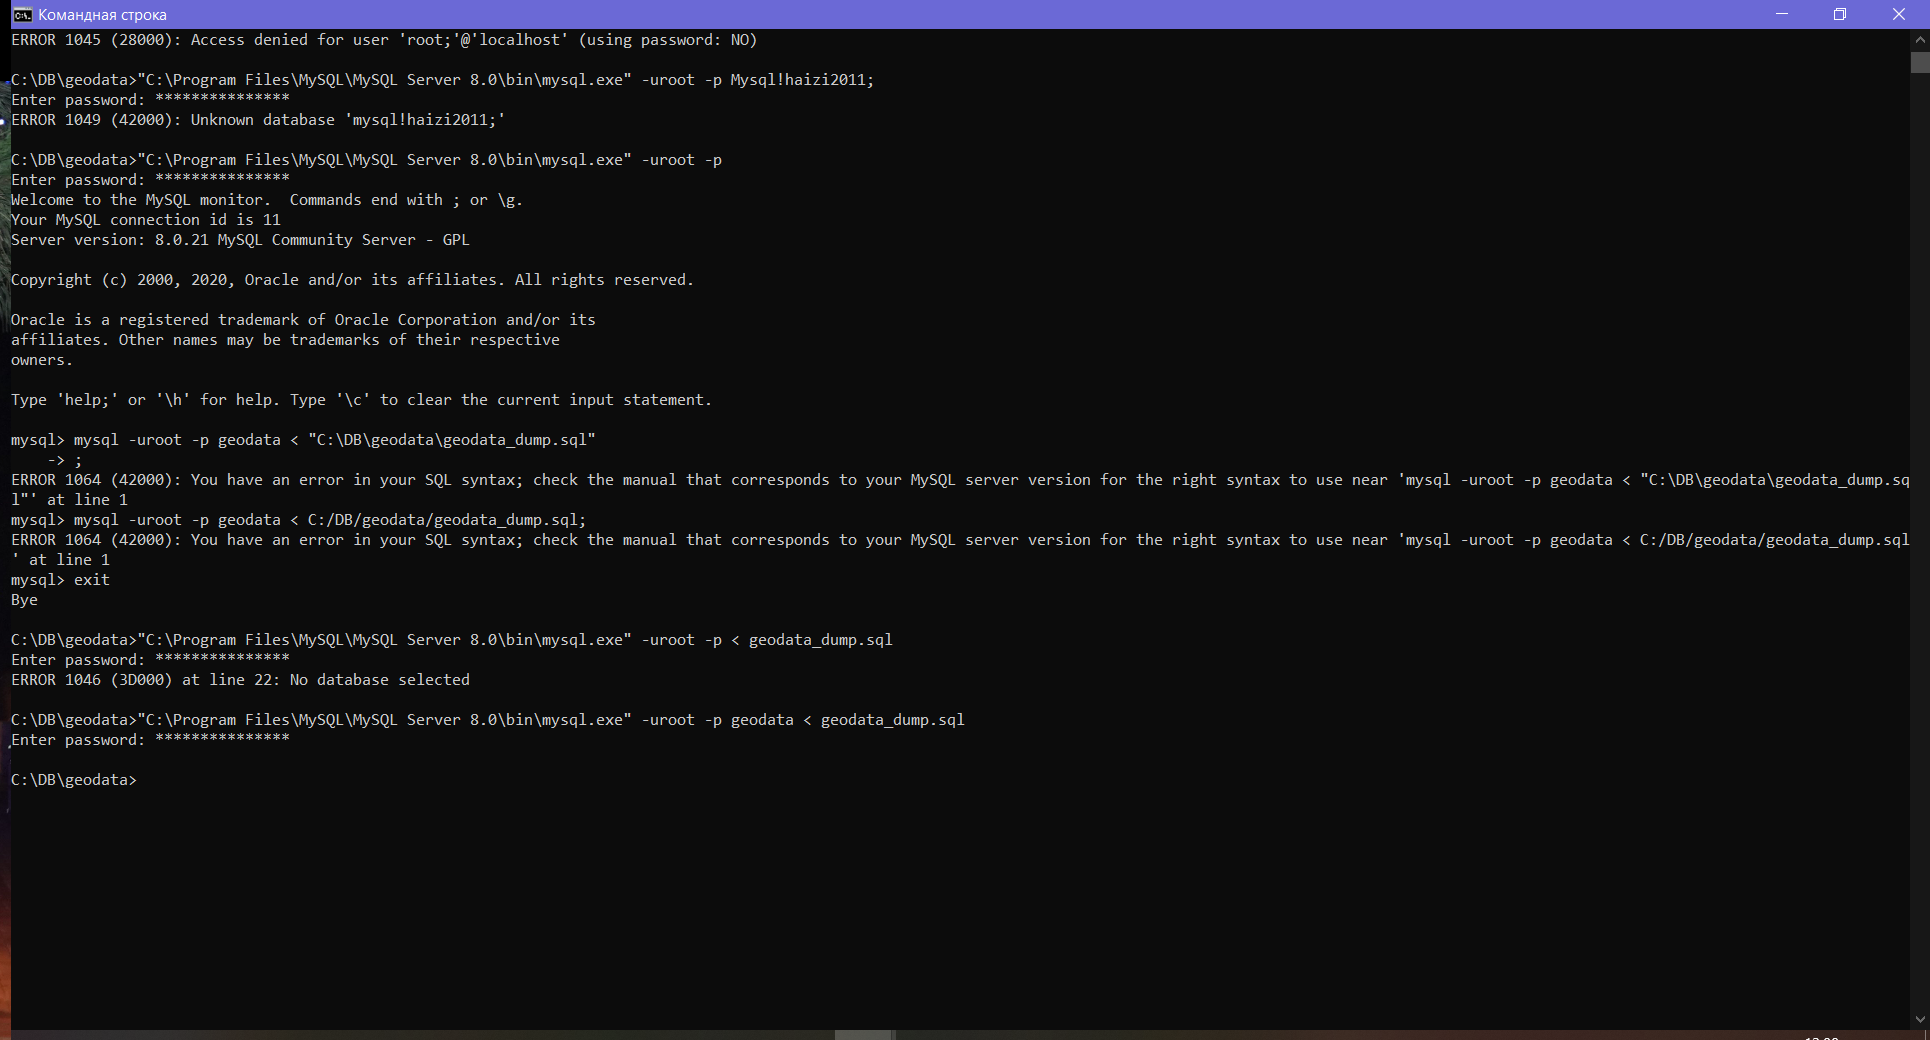 Командная строка
ERROR 1045 (28000): Access denied for user 'root;'@'localhost' (using password: NO)
C:\DB\geodata>"C:\Program Files\MySQL\MySQL Server 8.0\bin\mysql.exe" -uroot -p Mysql!haizi2011;
Enter password: ***************
ERROR 1049 (42000): Unknown database 'mysql!haizi2011;'
C:\DB\geodata>"C:\Program Files\MySQL\MySQL Server 8.0\bin\mysql.exe" -uroot -p
Enter password: ***************
Welcome to the MySQL monitor.  Commands end with ; or \g.
Your MySQL connection id is 11
Server version: 8.0.21 MySQL Community Server - GPL
Copyright (c) 2000, 2020, Oracle and/or its affiliates. All rights reserved.
Oracle is a registered trademark of Oracle Corporation and/or its
affiliates. Other names may be trademarks of their respective
owners.
Type 'help;' or '\h' for help. Type '\c' to clear the current input statement.
mysql> mysql -uroot -p geodata < "C:\DB\geodata\geodata_dump.sql"
    -> ;
ERROR 1064 (42000): You have an error in your SQL syntax; check the manual that corresponds to your MySQL server version for the right syntax to use near 'mysql -uroot -p geodata < "C:\DB\geodata\geodata_dump.sq
l"' at line 1
mysql> mysql -uroot -p geodata < C:/DB/geodata/geodata_dump.sql;
ERROR 1064 (42000): You have an error in your SQL syntax; check the manual that corresponds to your MySQL server version for the right syntax to use near 'mysql -uroot -p geodata < C:/DB/geodata/geodata_dump.sql
' at line 1
mysql> exit
Bye
C:\DB\geodata>"C:\Program Files\MySQL\MySQL Server 8.0\bin\mysql.exe" -uroot -p < geodata_dump.sql
Enter password: ***************
ERROR 1046 (3D000) at line 22: No database selected
C:\DB\geodata>"C:\Program Files\MySQL\MySQL Server 8.0\bin\mysql.exe" -uroot -p geodata < geodata_dump.sql
Enter password: ***************
C:\DB\geodata>